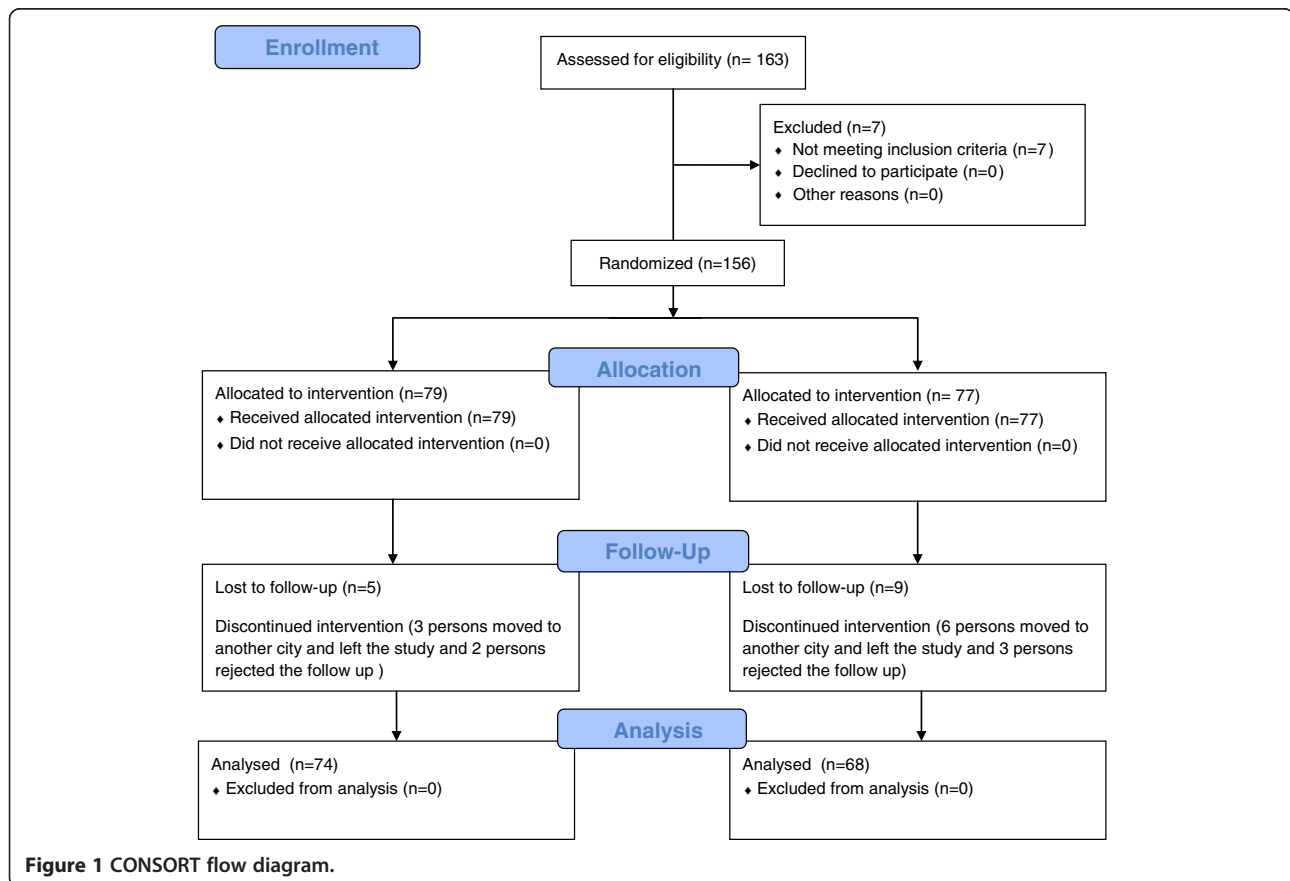 Enrollment
Assessed for eligibility (n= 163)
Excluded (n=7)
♦ Not meeting inclusion criteria (n=7)
♦ Declined to participate (n=0)
♦ Other reasons (n=0)
Randomized (n=156)
Allocation
Allocated to intervention (n=79)
♦ Received allocated intervention (n=79)
♦ Did not receive allocated intervention (n=0)
Allocated to intervention (n= 77)
♦ Received allocated intervention (n=77)
♦ Did not receive allocated intervention (n=0)
Follow-Up
Lost to follow-up (n=5)
Discontinued intervention (3 persons moved to
another city and left the study and 2 persons
rejected the follow up )
Lost to follow-up (n=9)
Discontinued intervention (6 persons moved to
another city and left the study and 3 persons
rejected the follow up)
Analysis
Analysed (n=74)
♦ Excluded from analysis (n=0)
Analysed (n=68)
♦ Excluded from analysis (n=0)
Figure 1 CONSORT flow diagram.